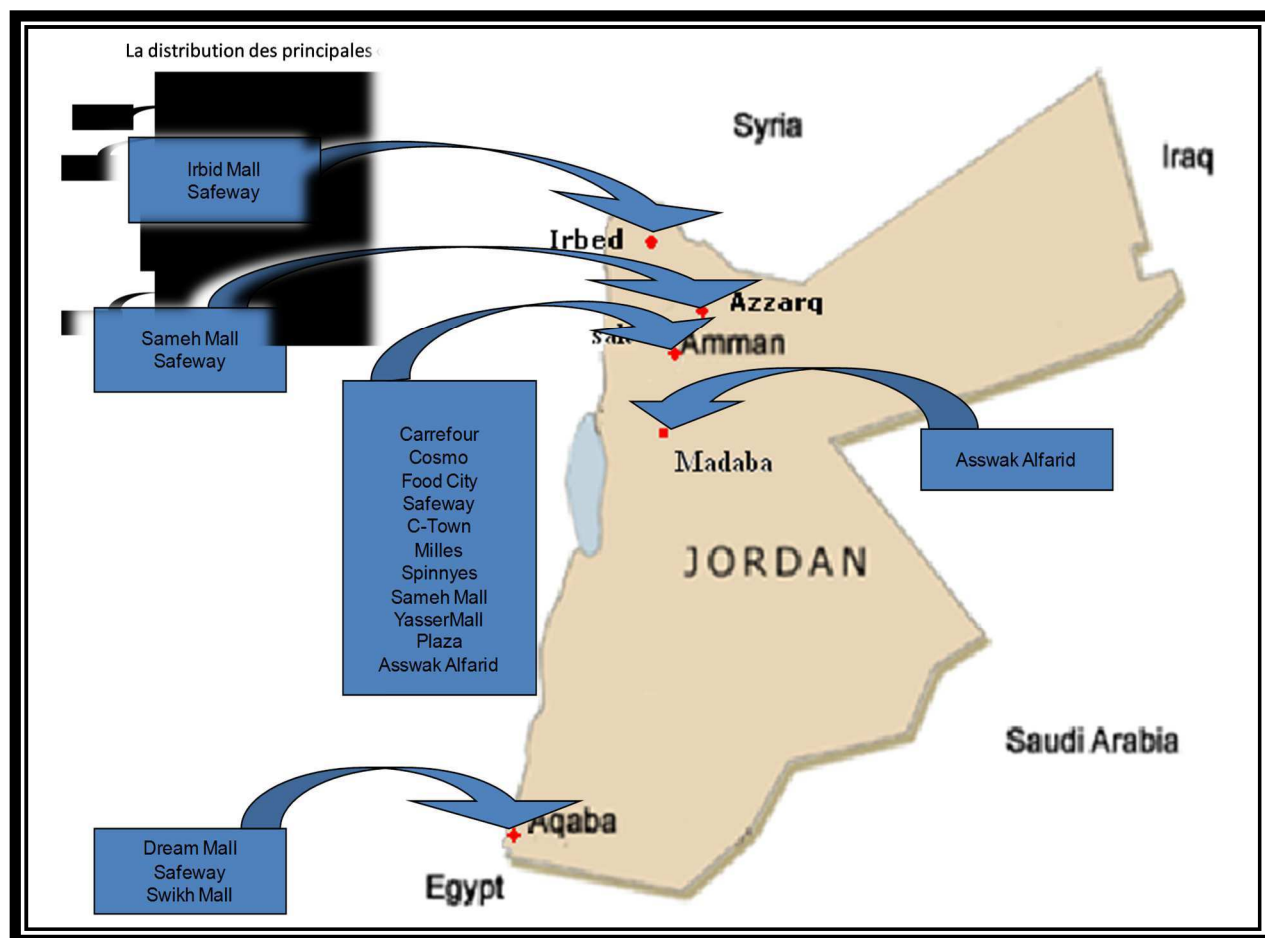 La distribution des principales
Syria
Iraq
Irbid Mall
Safeway
Irbed
Azzarq
Sameh Mall
Safeway
Amman
Carrefour
Cosmo
Food City
Safeway
C-Town
Milles
Spinnyes
Sameh Mall
YasserMall
Plaza
Asswak Alfarid
Asswak Alfarid
Madaba
JORDAN
Saudi Arabia
Aqaba
Dream Mall
Safeway
Swikh Mall
Egypt